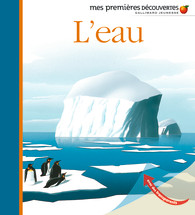 mes premières découvertes
GALLIMARD JEUNESSE
L'eau